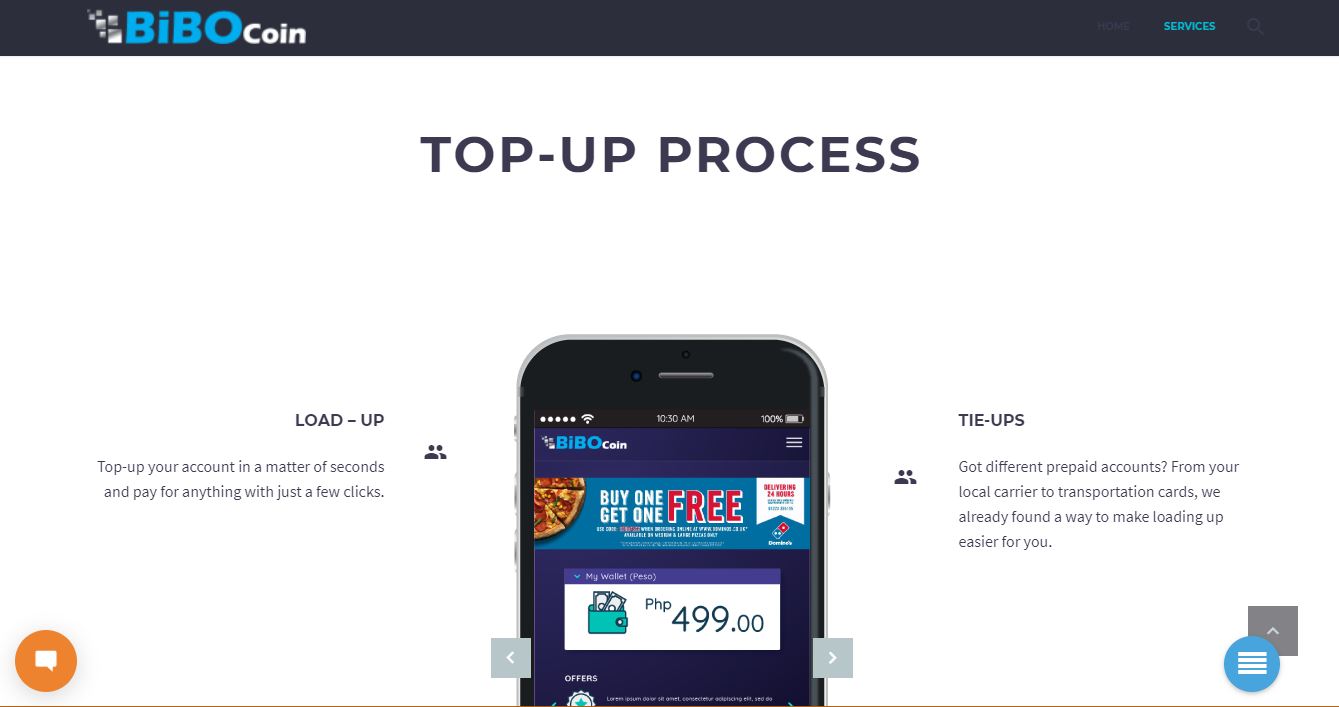 BiBOCoin
HOME
SERVICES
TOP-UP PROCESS
LOAD – UP
Top-up your account in a matter of seconds
and pay for anything with just a few clicks.
10:30 AM
100%
BiBOCoin
BUY ONE
GET ONE
FREE
WHEN ORDERING ONLINE AT WWW.DOMINOS.CO.UK*
AVAILABLE ON MEDIUM & LARGE PIZZAS ONLY
DELIVERING
24 HOURS
Domino's
My Wallet (Peso)
Php 499.00
OFFERS
Lorem ipsum dolor sit amet, consectetur adipiscing elit, sed do
TIE-UPS
Got different prepaid accounts? From your
local carrier to transportation cards, we
already found a way to make loading up
easier for you.